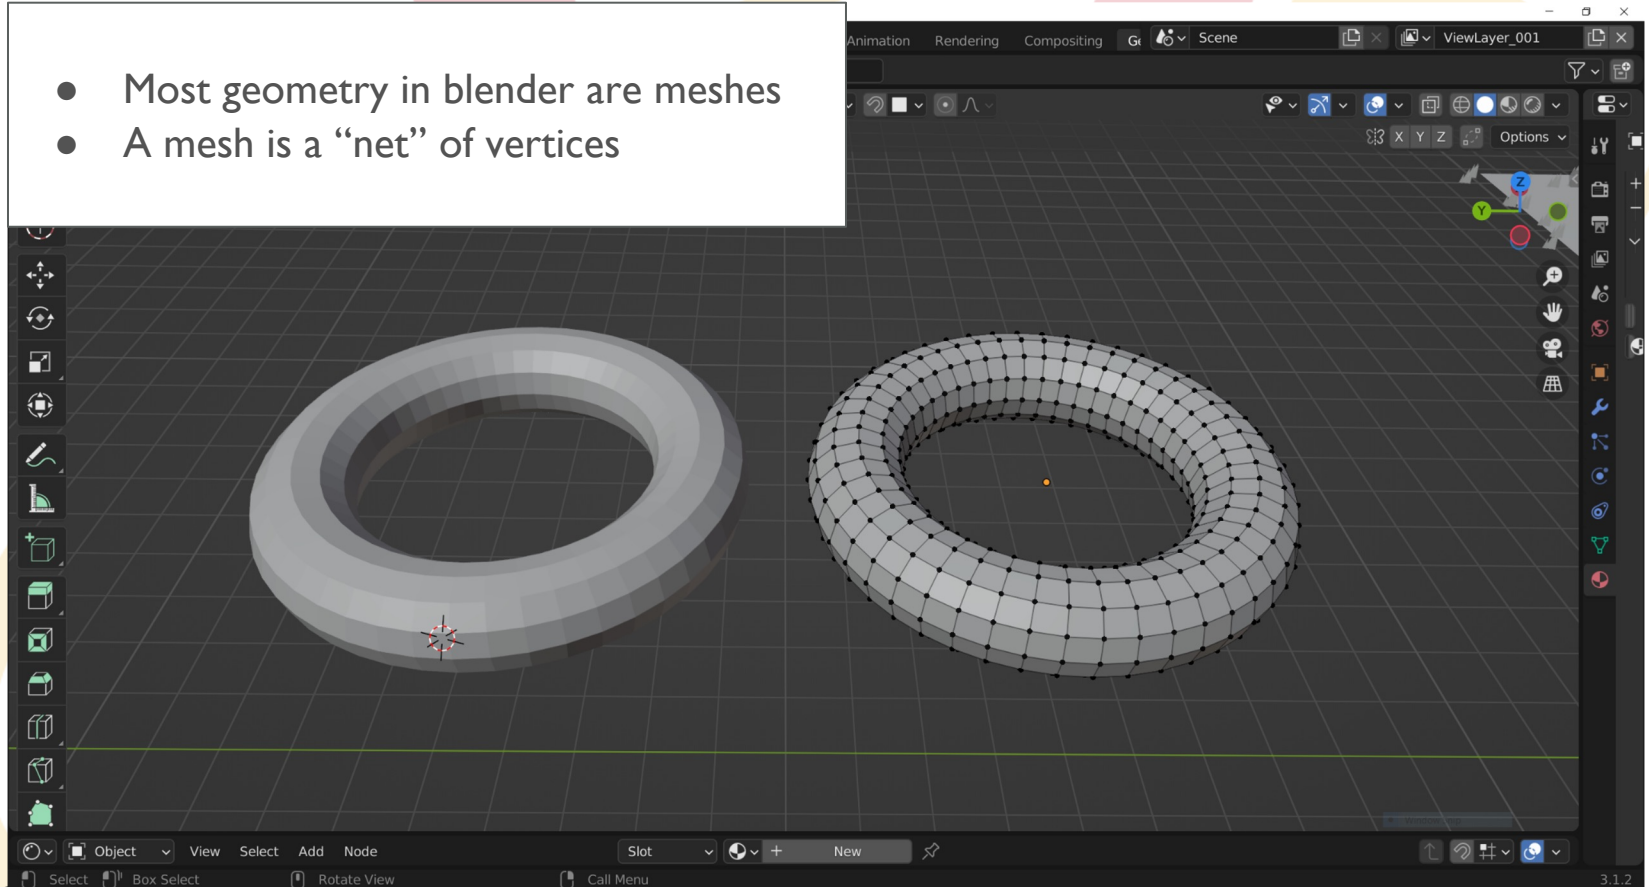 ● Most geometry in blender are meshes
● A mesh is a “net” of vertices
Animation Rendering Compositing Scene ViewLayer_001
X Y Z Options
Z
Y
Object View Select Add Node Slot New
Select Box Select Rotate View Call Menu 3.1.2